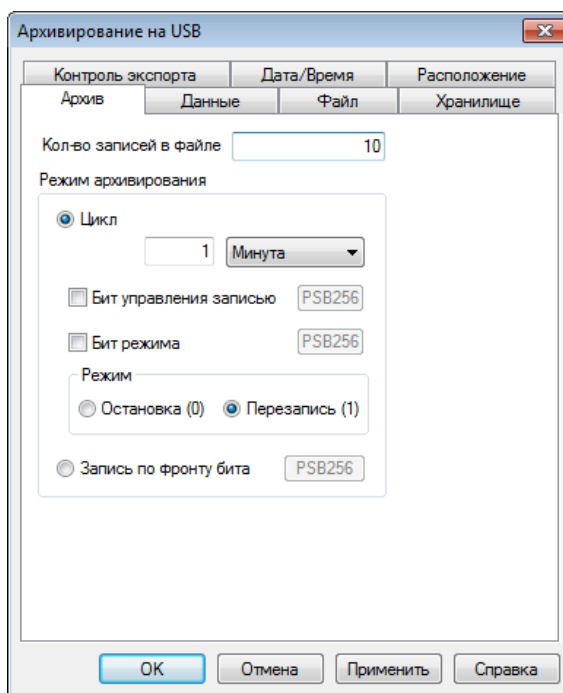 Архивирование на USB
Контроль экспорта Дата/Время Расположение
Архив Данные Файл Хранилище
Кол-во записей в файле 10
Режим архивирования
Цикл
1 Минута
Бит управления записью PSB256
Бит режима PSB256
Режим
Остановка (0) Перезапись (1)
Запись по фронту бита PSB256
OK Отмена Применить Справка